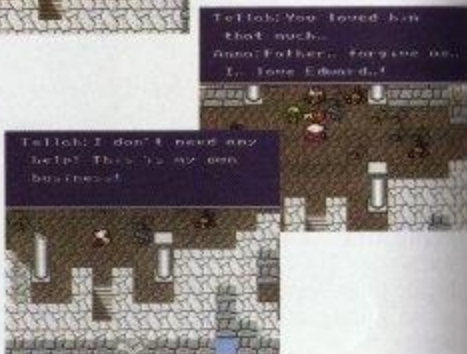 Tellah:You loved him
that much…
Anna:Father… forgive me…
I… love Edward…!
Tellah:I don't need any
help! This is my own
business!